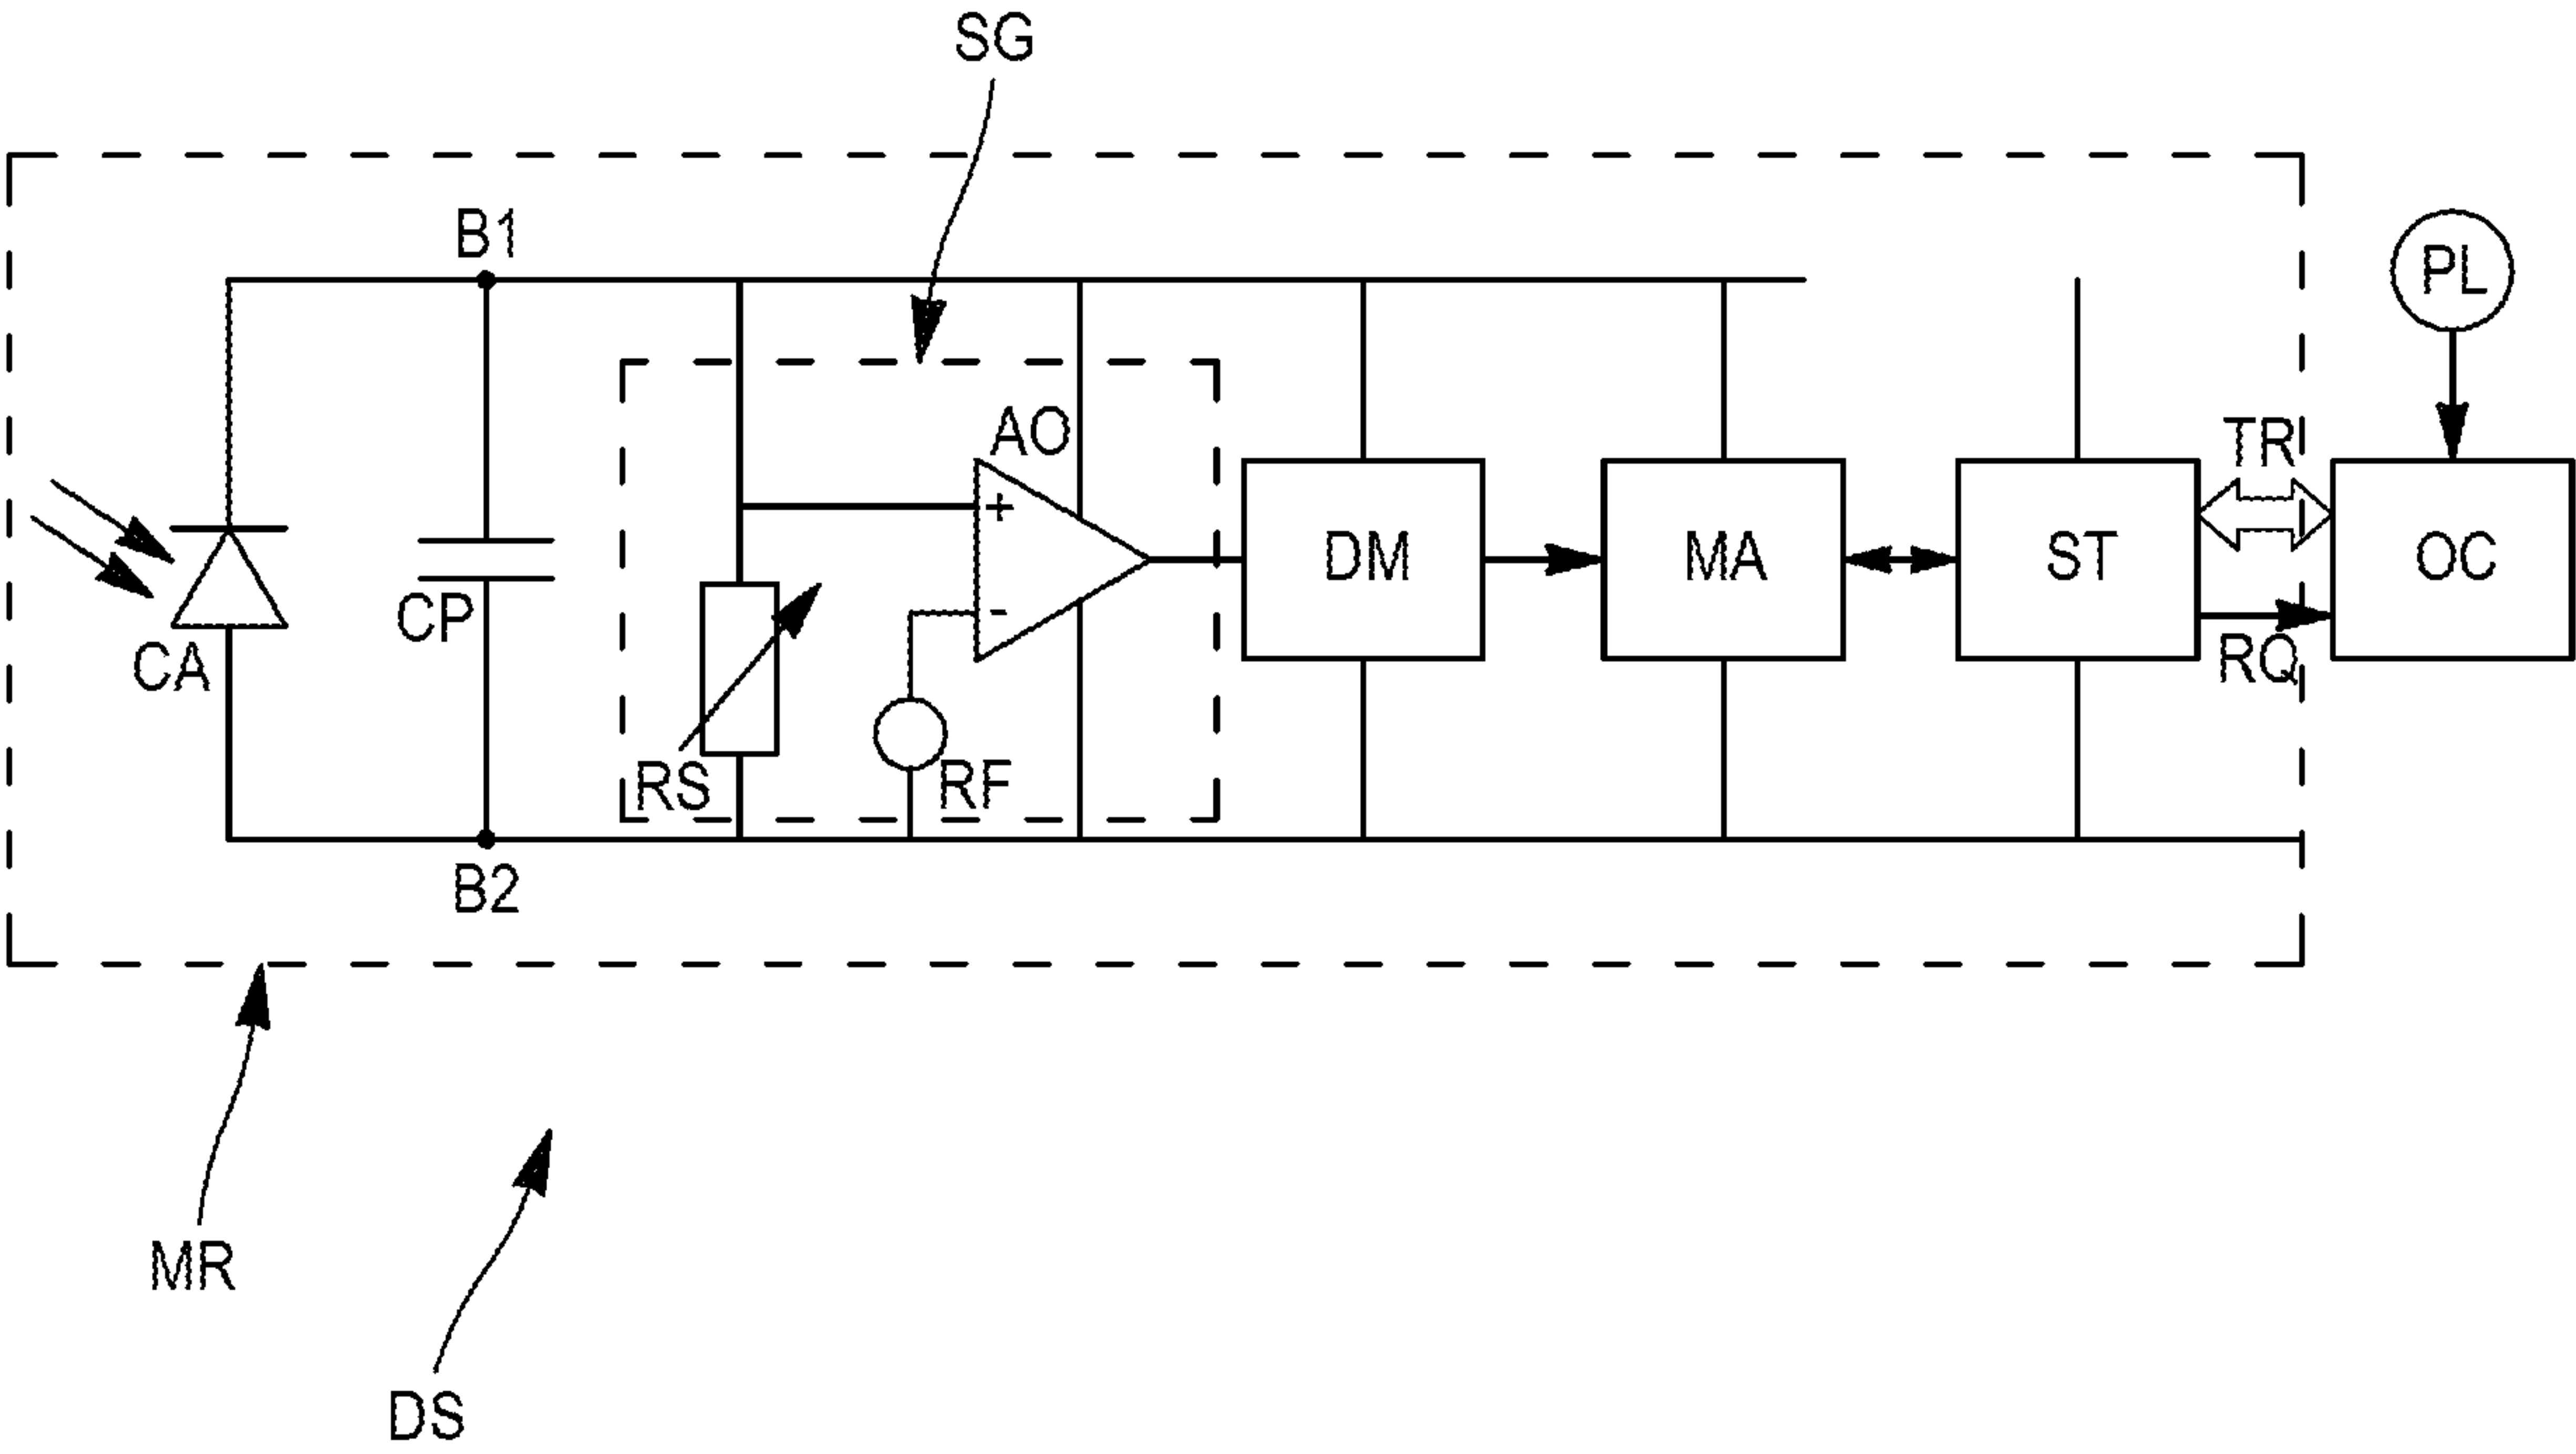 SG
B1
PL
AO
TR
+
DM
MA
ST
OC
CP
-
CA
RQ
RS
RF
B2
MR
DS